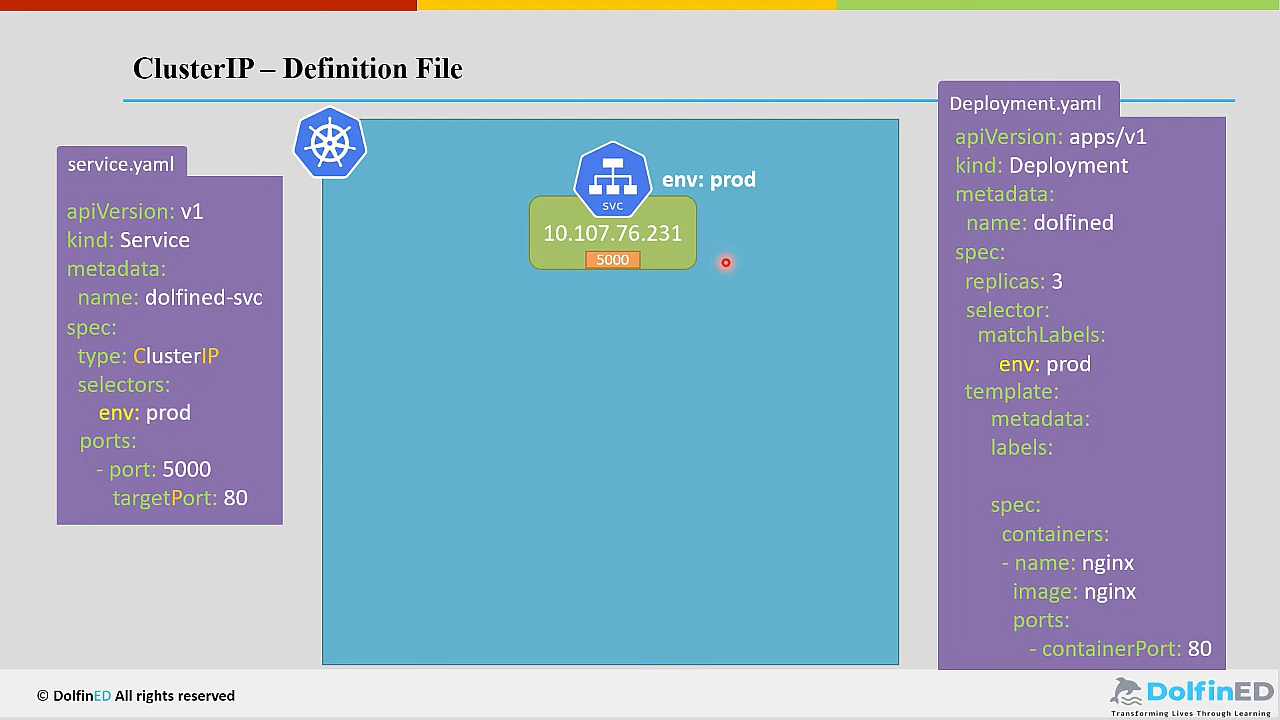 ClusterIP – Definition File
service.yaml
apiVersion: v1
kind: Service
metadata:
name: dolfined-svc
spec:
type: ClusterIP
selectors:
env: prod
ports:
- port: 5000
targetPort: 80
svc
env: prod
10.107.76.231
5000
Deployment.yaml
apiVersion: apps/v1
kind: Deployment
metadata:
name: dolfined
spec:
replicas: 3
selector:
matchLabels:
env: prod
template:
metadata:
labels:
spec:
containers:
- name: nginx
image: nginx
ports:
- containerPort: 80
© DolfinED All rights reserved
DolfinED
Transforming Lives Through Learning